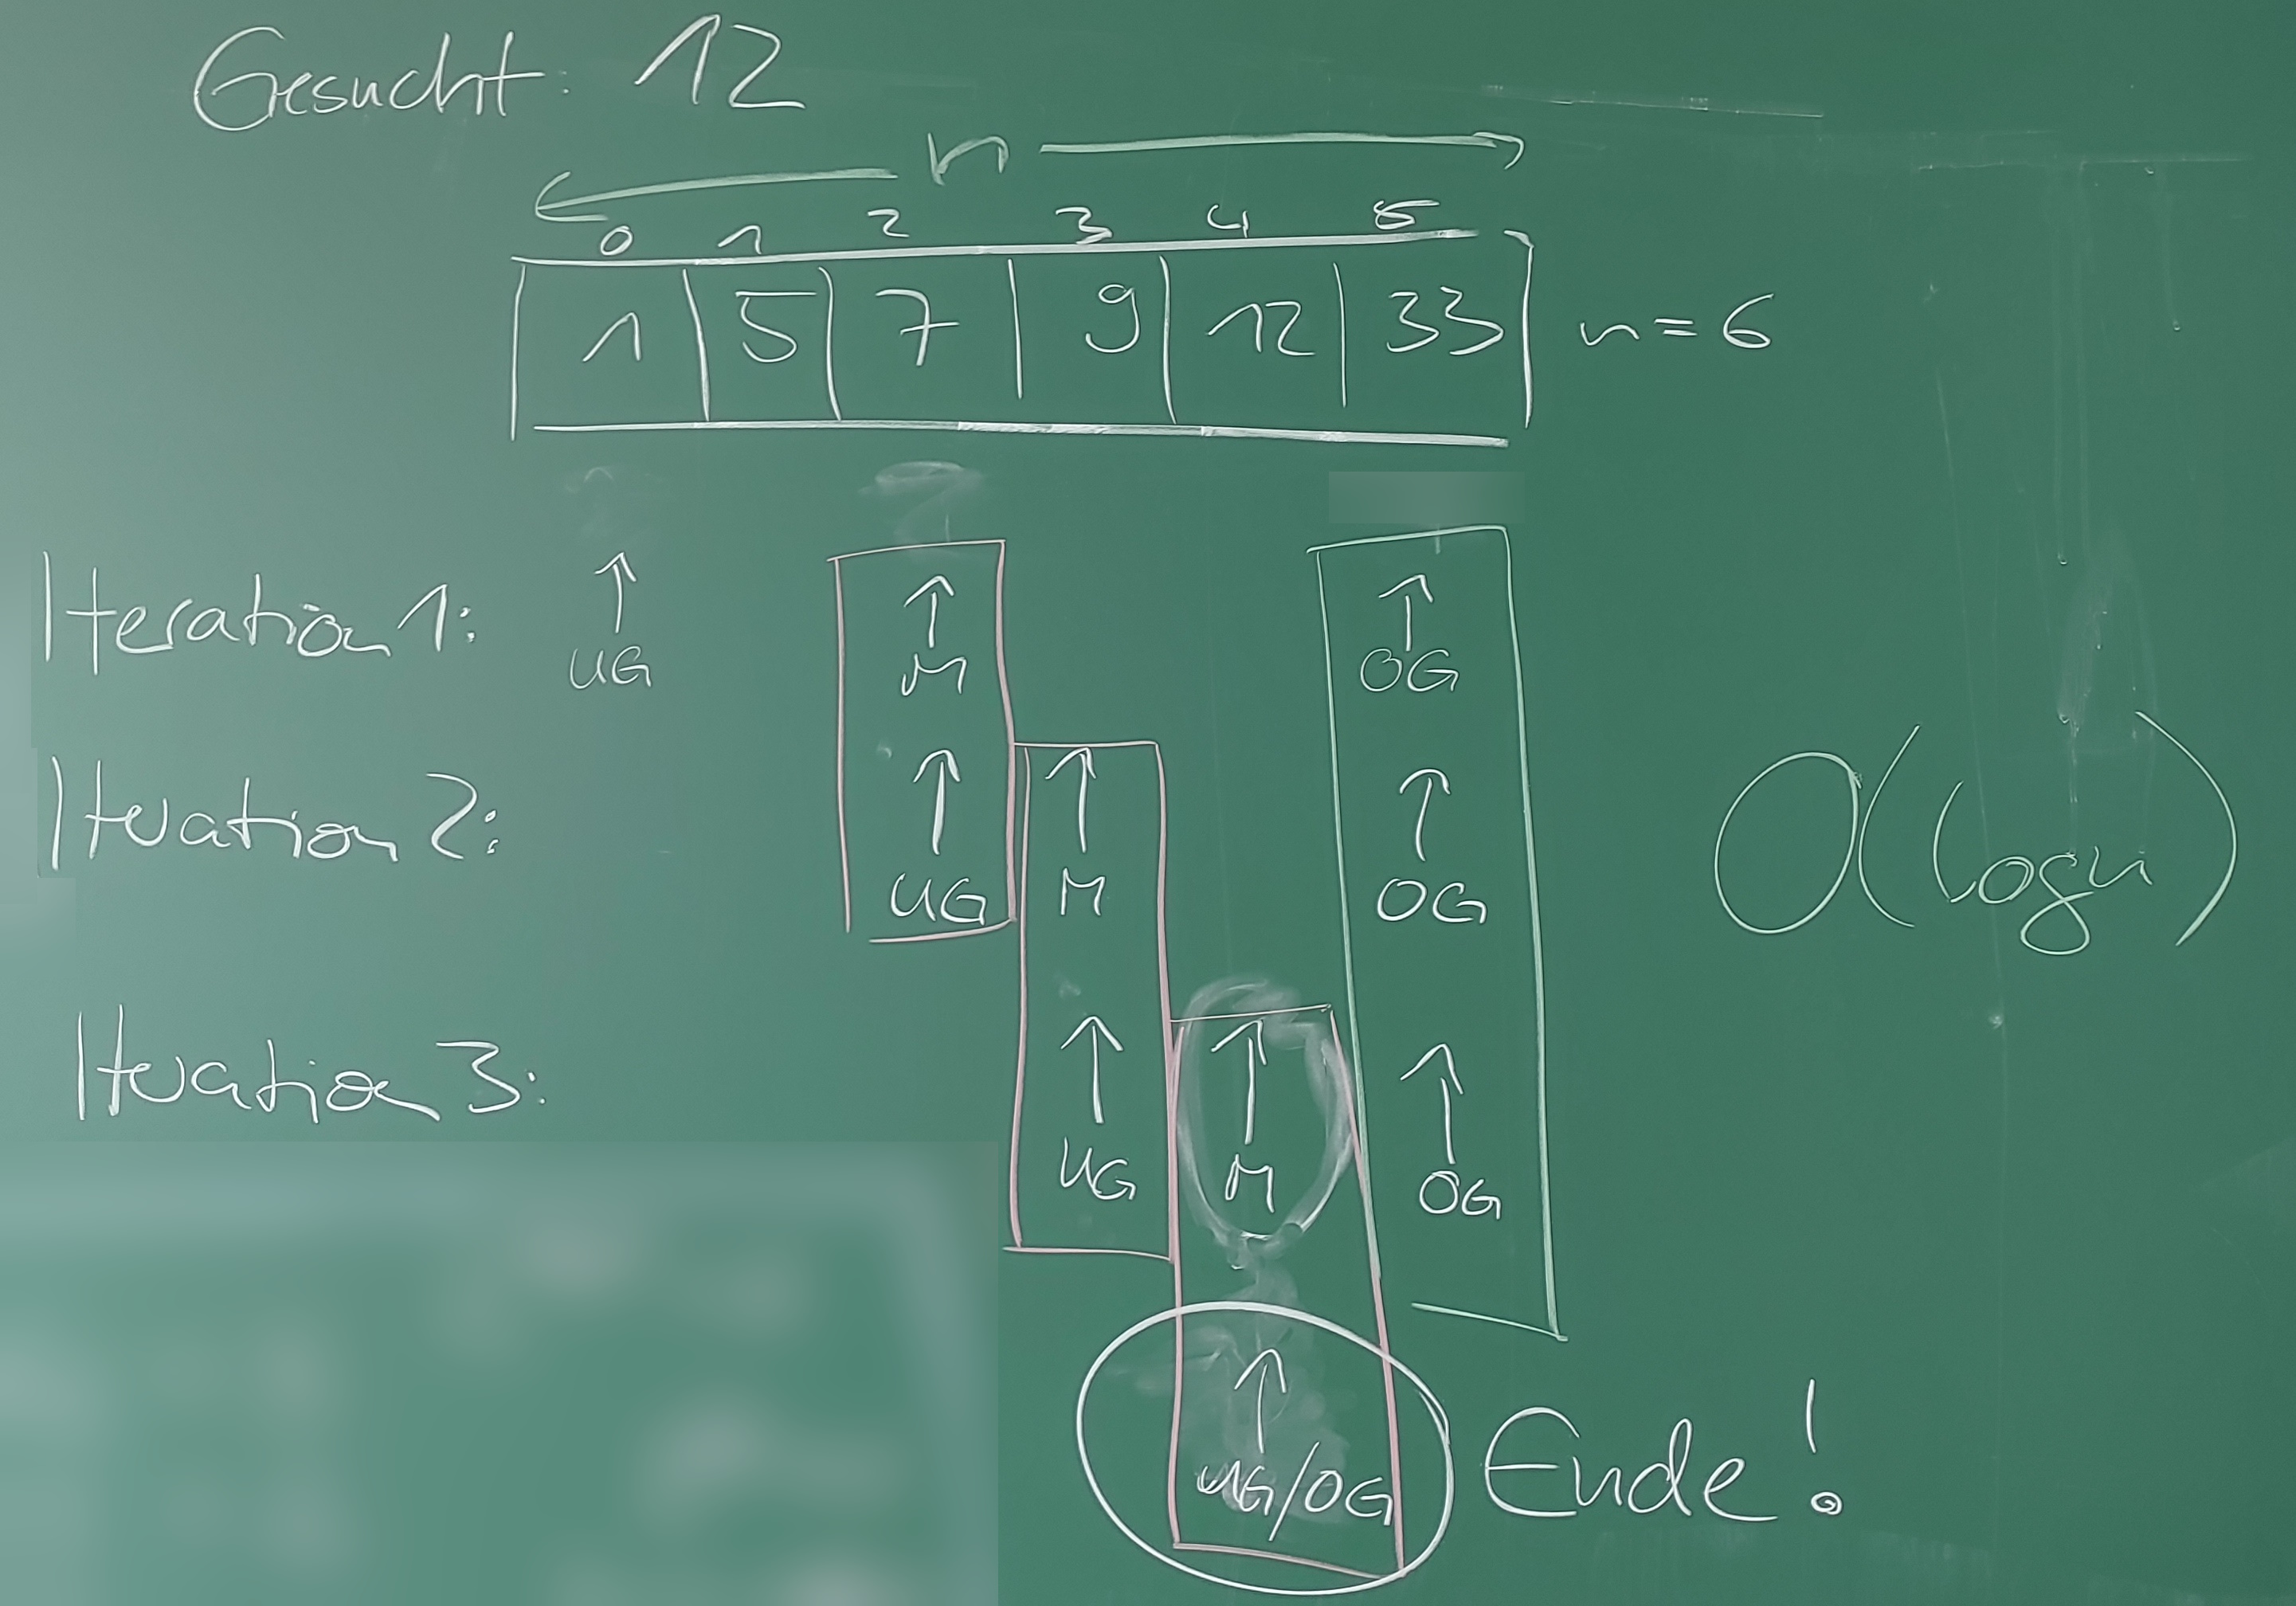 Gesucht: 12
n
0 1 2 3 4 5
1 5 7 9 12 33 n=6
Iteration 1: UG M OG
Iteration 2: UG M OG
O(log n)
Iteration 3: UG M OG
UG/OG Ende!